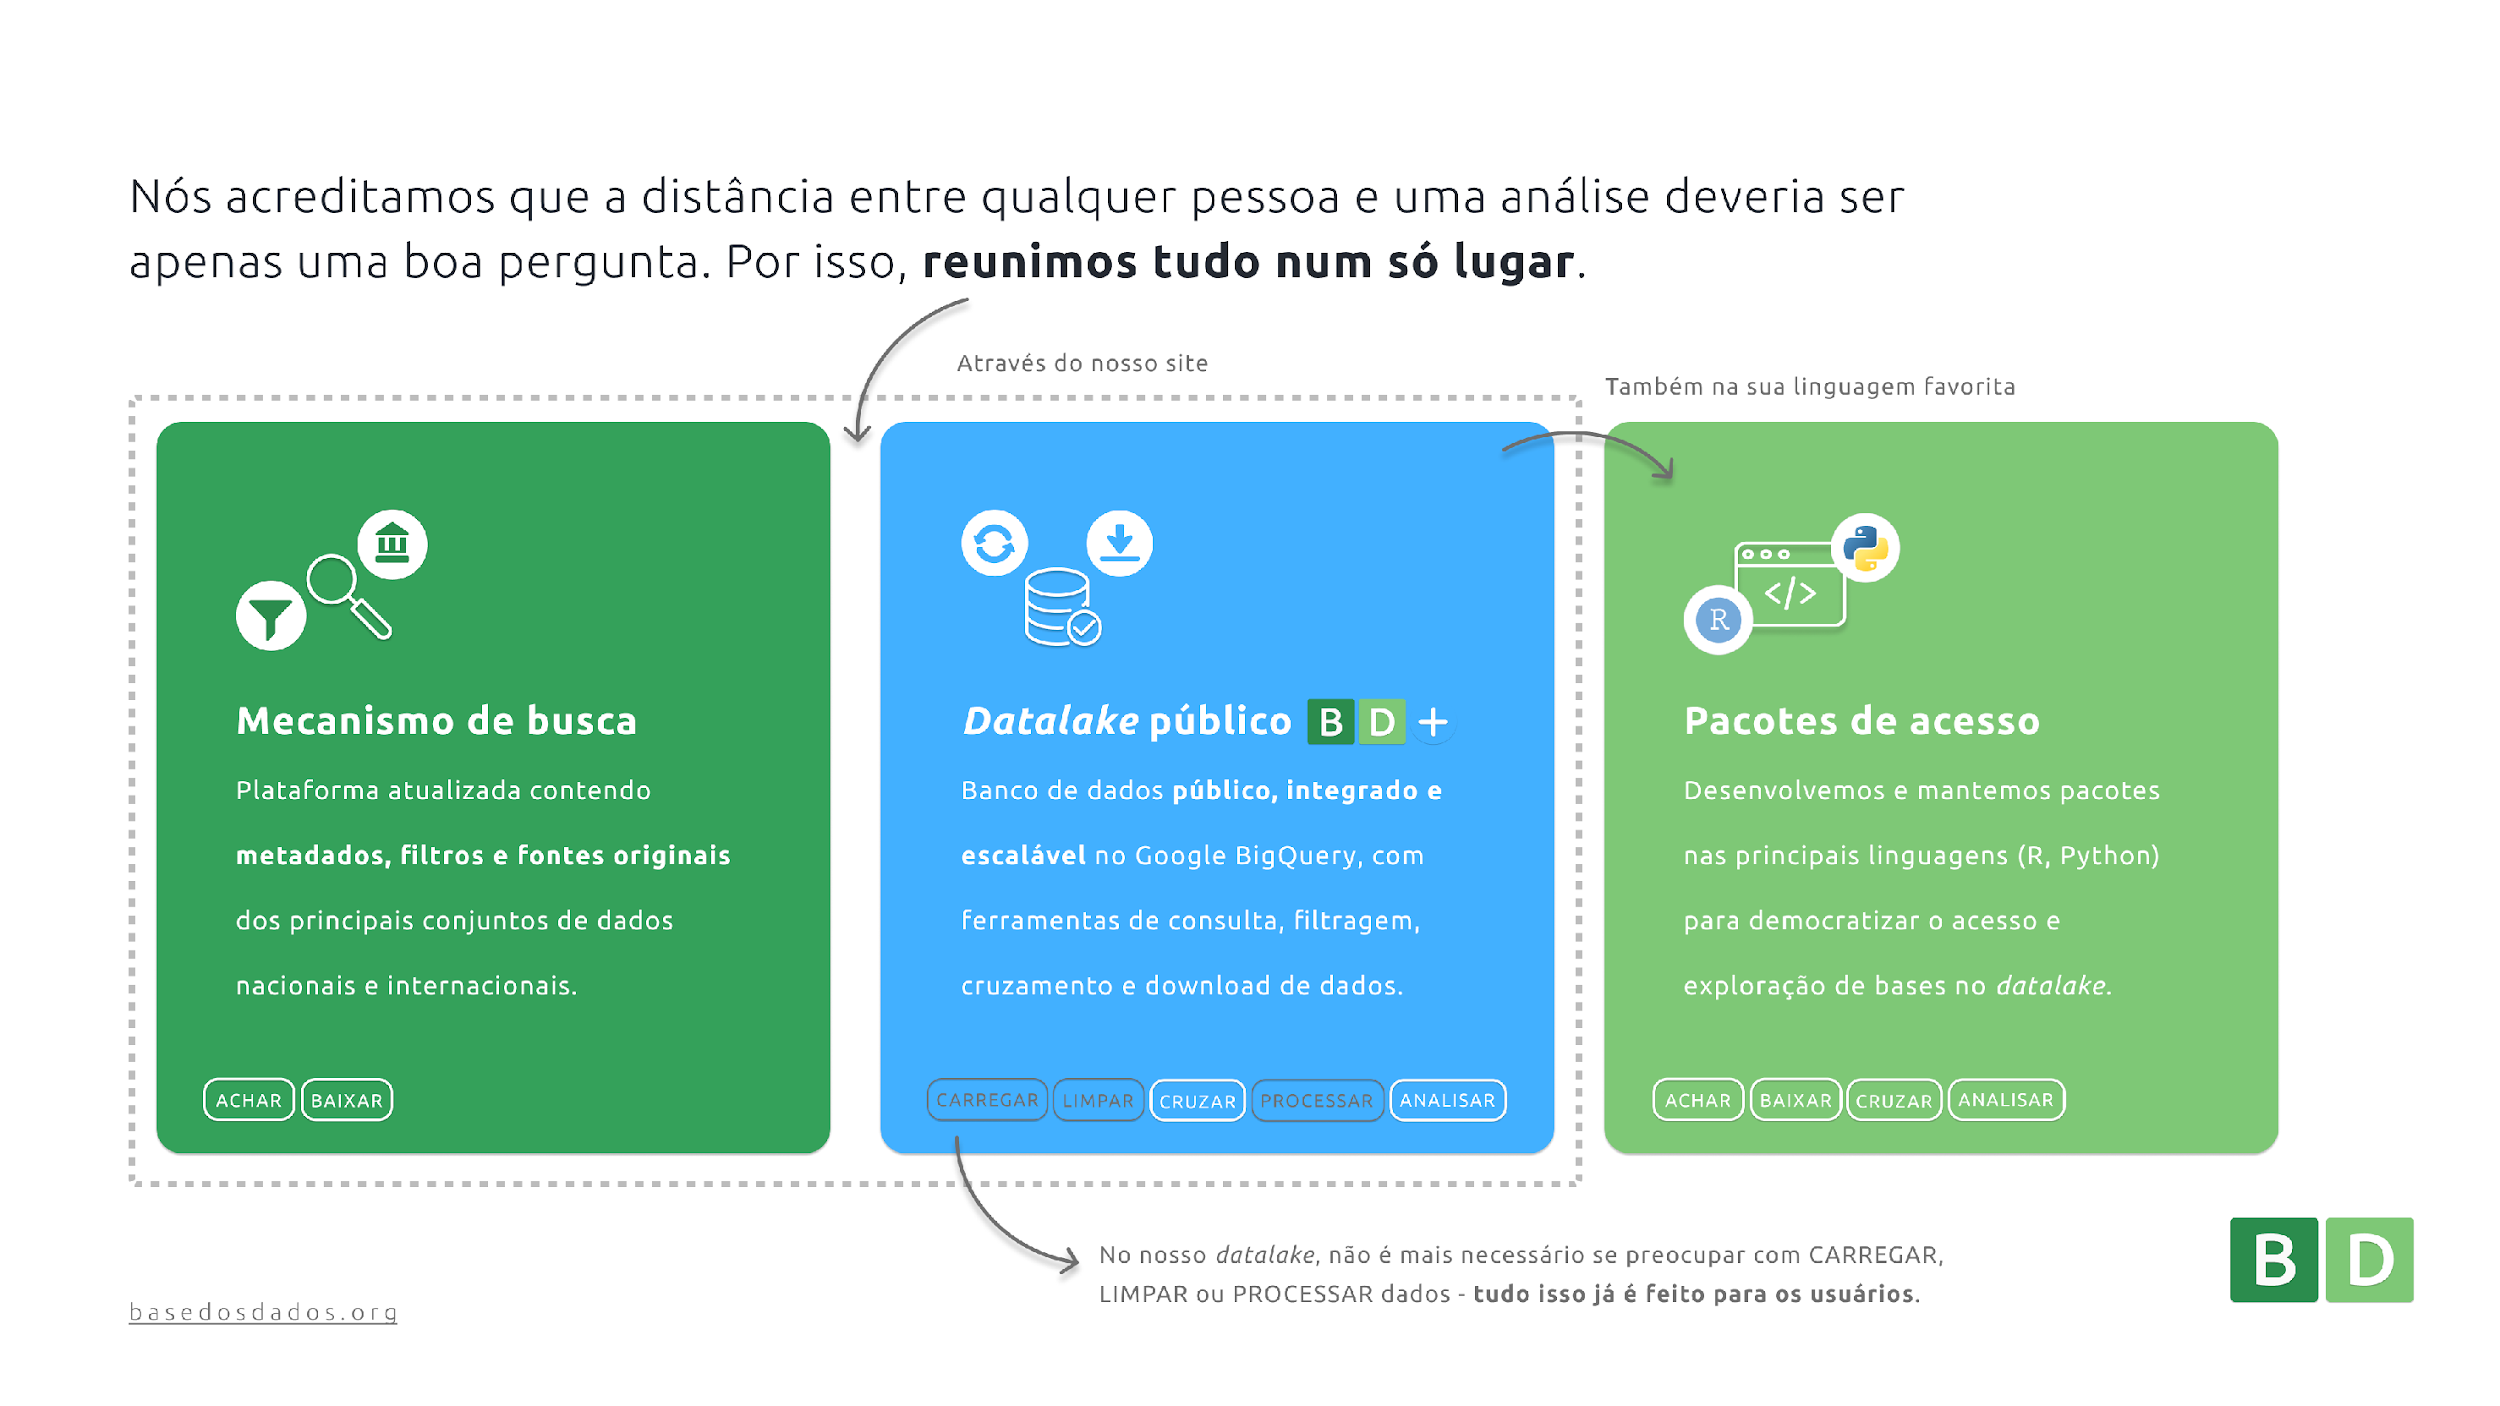 Nós acreditamos que a distância entre qualquer pessoa e uma análise deveria ser
apenas uma boa pergunta. Por isso, reunimos tudo num só lugar.
Através do nosso site
Também na sua linguagem favorita
Mecanismo de busca
Plataforma atualizada contendo
metadados, filtros e fontes originais
dos principais conjuntos de dados
nacionais e internacionais.
ACHAR BAIXAR
Datalake público BD+
Banco de dados público, integrado e
escalável no Google BigQuery, com
ferramentas de consulta, filtragem,
cruzamento e download de dados.
CARREGAR LIMPAR CRUZAR PROCESSAR ANALISAR
R
</>
Pacotes de acesso
Desenvolvemos e mantemos pacotes
nas principais linguagens (R, Python)
para democratizar o acesso e
exploração de bases no datalake.
ACHAR BAIXAR CRUZAR ANALISAR
No nosso datalake, não é mais necessário se preocupar com CARREGAR,
LIMPAR ou PROCESSAR dados - tudo isso já é feito para os usuários.
basedosdados.org
BD